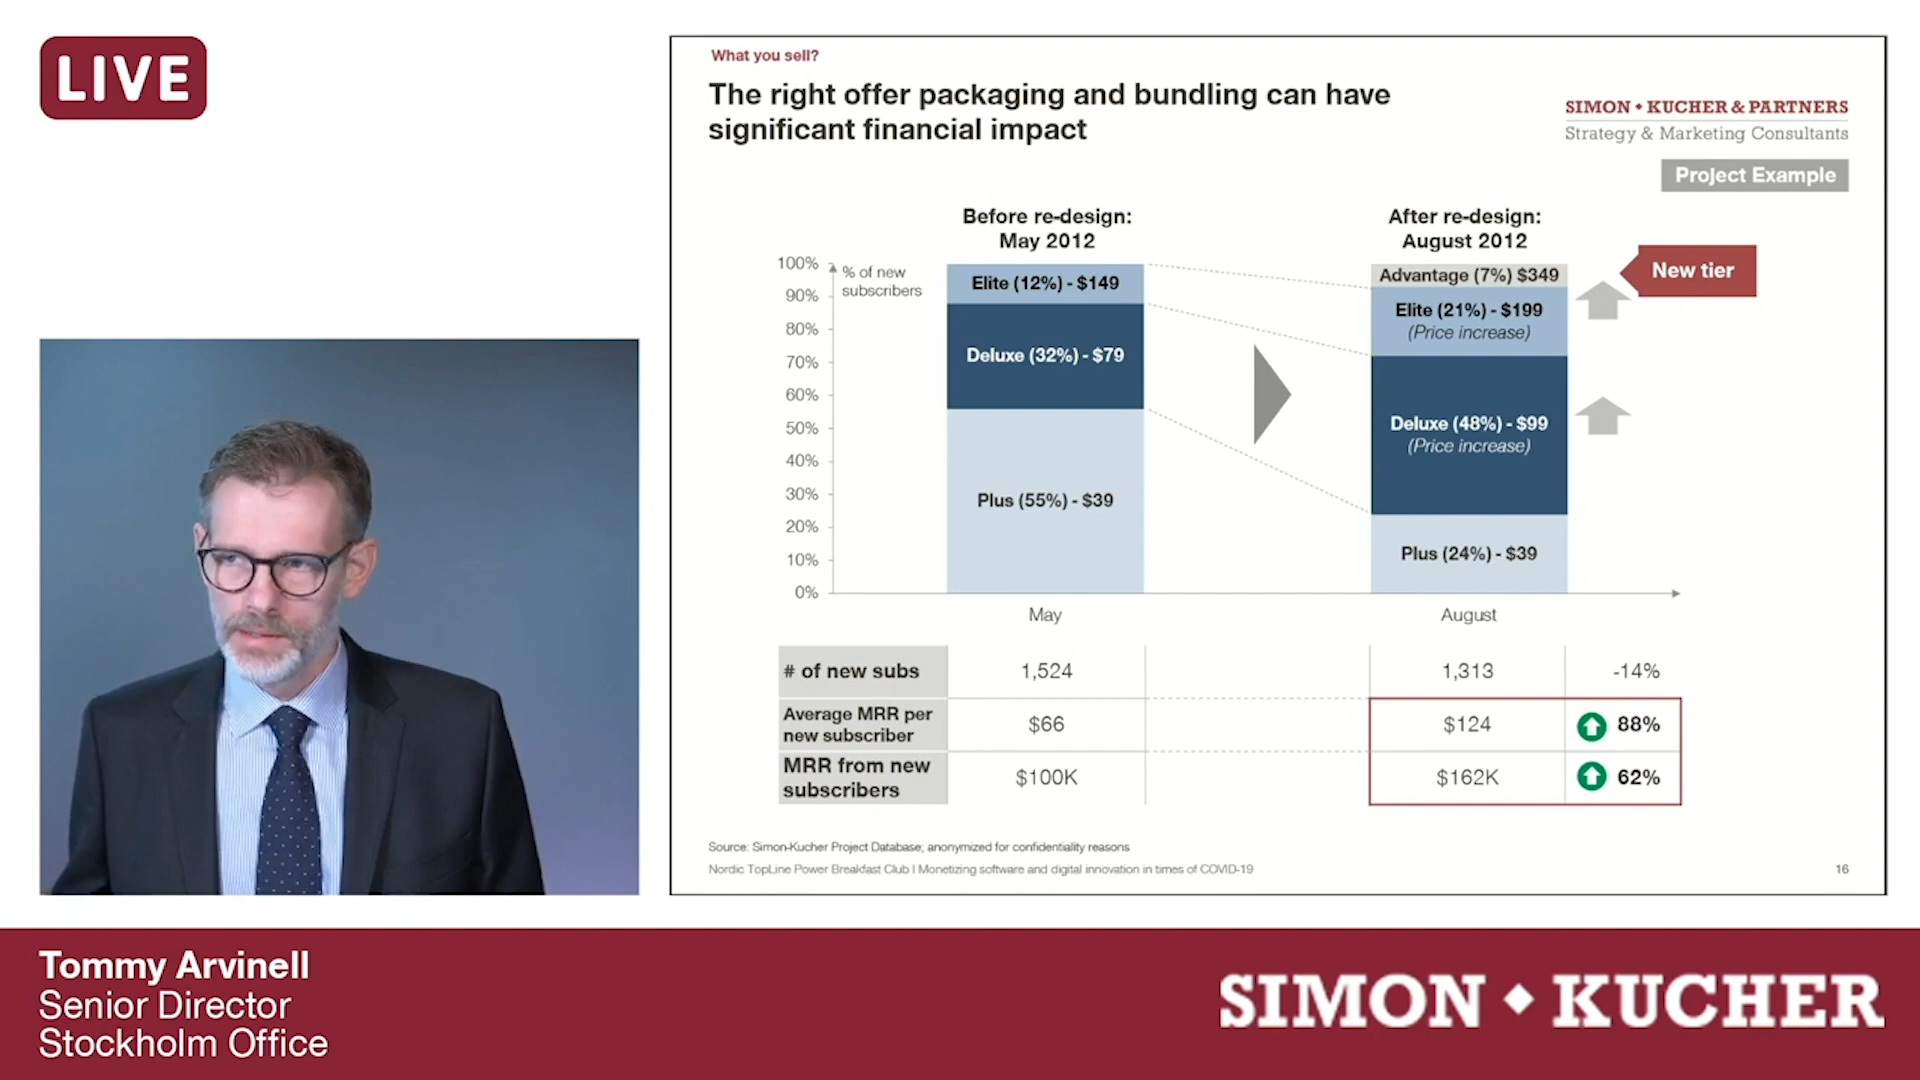 LIVE
What you sell?
The right offer packaging and bundling can have
significant financial impact
SIMON • KUCHER & PARTNERS
Strategy & Marketing Consultants
Project Example
Before re-design:
May 2012
After re-design:
August 2012
New tier
100%
90%
80%
70%
60%
50%
40%
30%
20%
10%
0%
% of new
subscribers
Elite (12%) - $149
Deluxe (32%) - $79
Plus (55%) - $39
Advantage (7%) $349
Elite (21%) - $199
(Price increase)
Deluxe (48%) - $99
(Price increase)
Plus (24%) - $39
May
August
# of new subs
1,524
1,313
-14%
Average MRR per
new subscriber
$66
$124
88%
MRR from new
subscribers
$100K
$162K
62%
Source: Simon-Kucher Project Database; anonymized for confidentiality reasons
Nordic TopLine Power Breakfast Club I Monetizing software and digital innovation in times of COVID-19
16
Tommy Arvinell
Senior Director
Stockholm Office
SIMON ◆ KUCHER